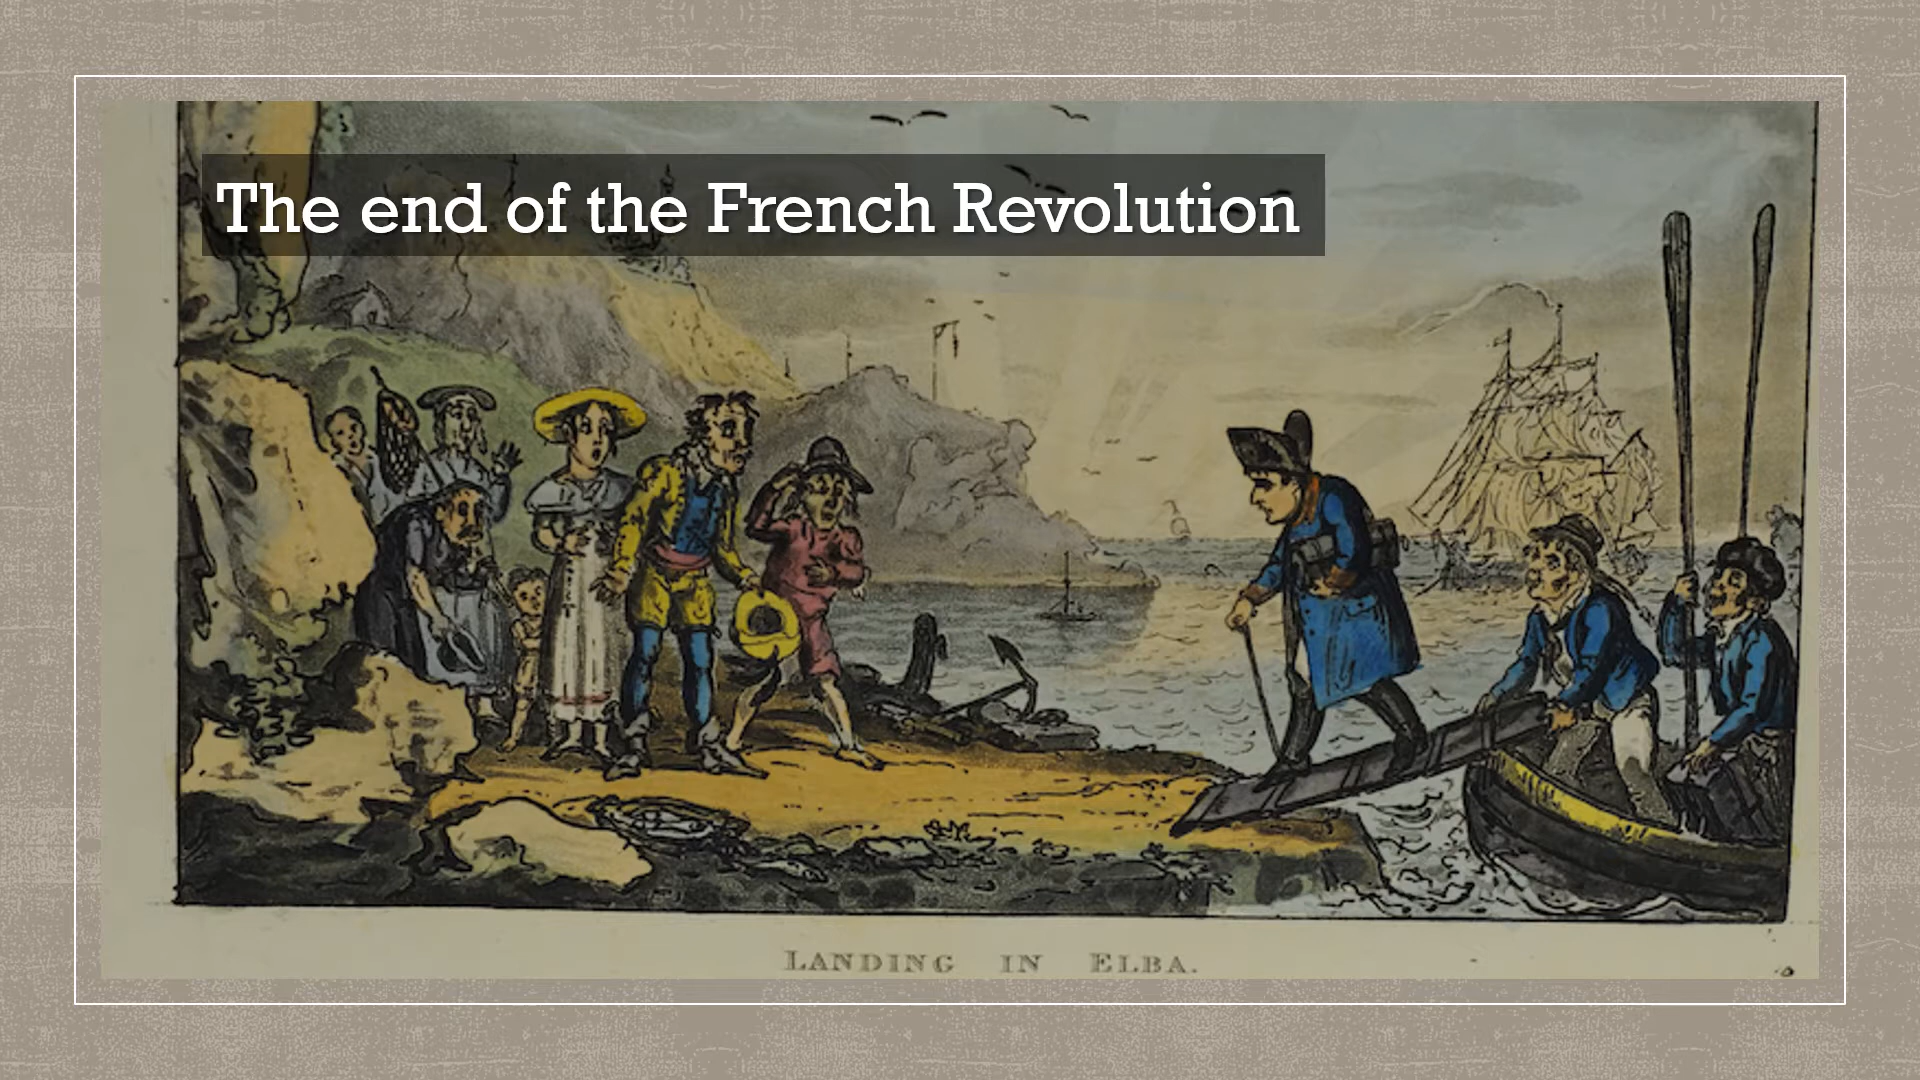 The end of the French Revolution
LANDING IN ELBA.